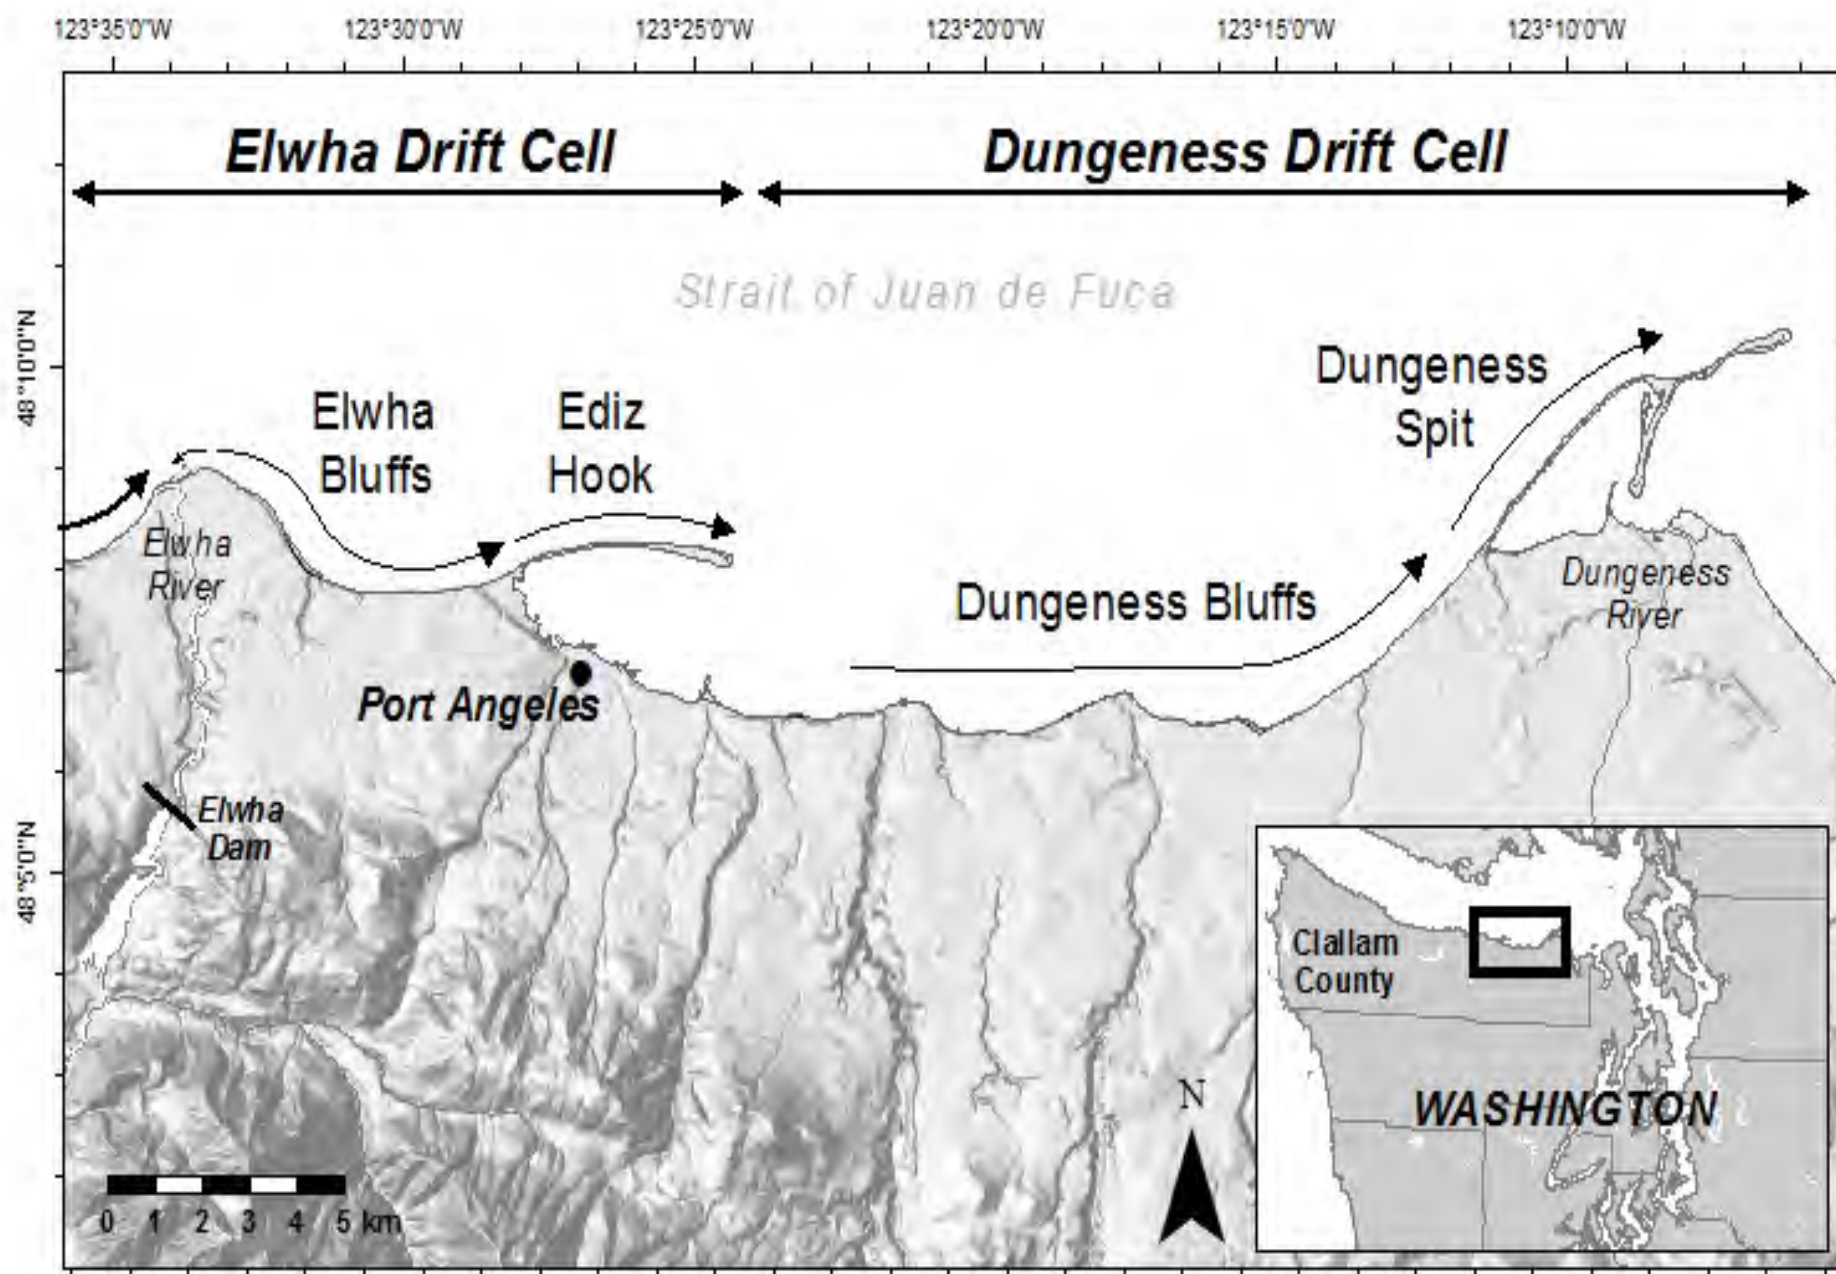 123°35'0"W 123°30'0"W 123°25'0"W 123°20'0"W 123°15'0"W 123°10'0"W
Elwha Drift Cell
Dungeness Drift Cell
Strait of Juan de Fuca
48°10'0"N
Elwha
Bluffs
Ediz
Hook
Dungeness
Spit
Elwha
River
Dungeness Bluffs
Dungeness
River
Port Angeles
Elwha
Dam
48°5'0"N
Clallam
County
WASHINGTON
N
0 1 2 3 4 5 km